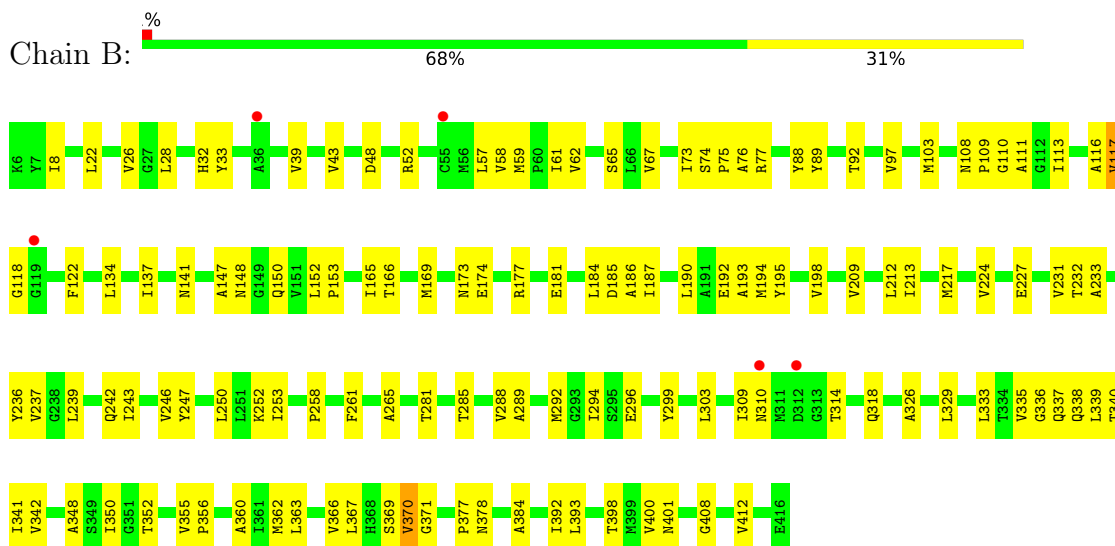 .%
Chain B:
68% 31%
K6 Y7 I8 L22 V26 G27 L28 H32 Y33 A36 V39 V43 D48 R52 C55 M56 L57 V58 M59 P60 I61 V62 S65 L66 V67 I73 S74 P75 A76 R77 Y88 Y89 T92 V97 M103 N108 P109 G110 A111 G112 I113 A116 V117
G118 G119 F122 L134 I137 N141 A147 N148 G149 Q150 V151 L152 P153 I165 T166 M169 N173 E174 R177 E181 L184 D185 A186 I187 L190 A191 E192 A193 M194 Y195 V198 V209 L212 I213 M217 V224 E227 V231 T232 A233
Y236 V237 G238 L239 Q242 I243 V246 Y247 L250 L251 K252 I253 P258 F261 A265 T281 T285 V288 A289 M292 G293 I294 S295 E296 Y299 L303 I309 N310 M311 D312 G313 T314 Q318 A326 L329 L333 T334 V335 G336 Q337 Q338 L339 T340
I341 V342 A348 S349 I350 G351 T352 V355 P356 A360 I361 M362 L363 V366 L367 H368 S369 V370 G371 P377 N378 A384 I392 L393 T398 M399 V400 N401 G408 V412 E416